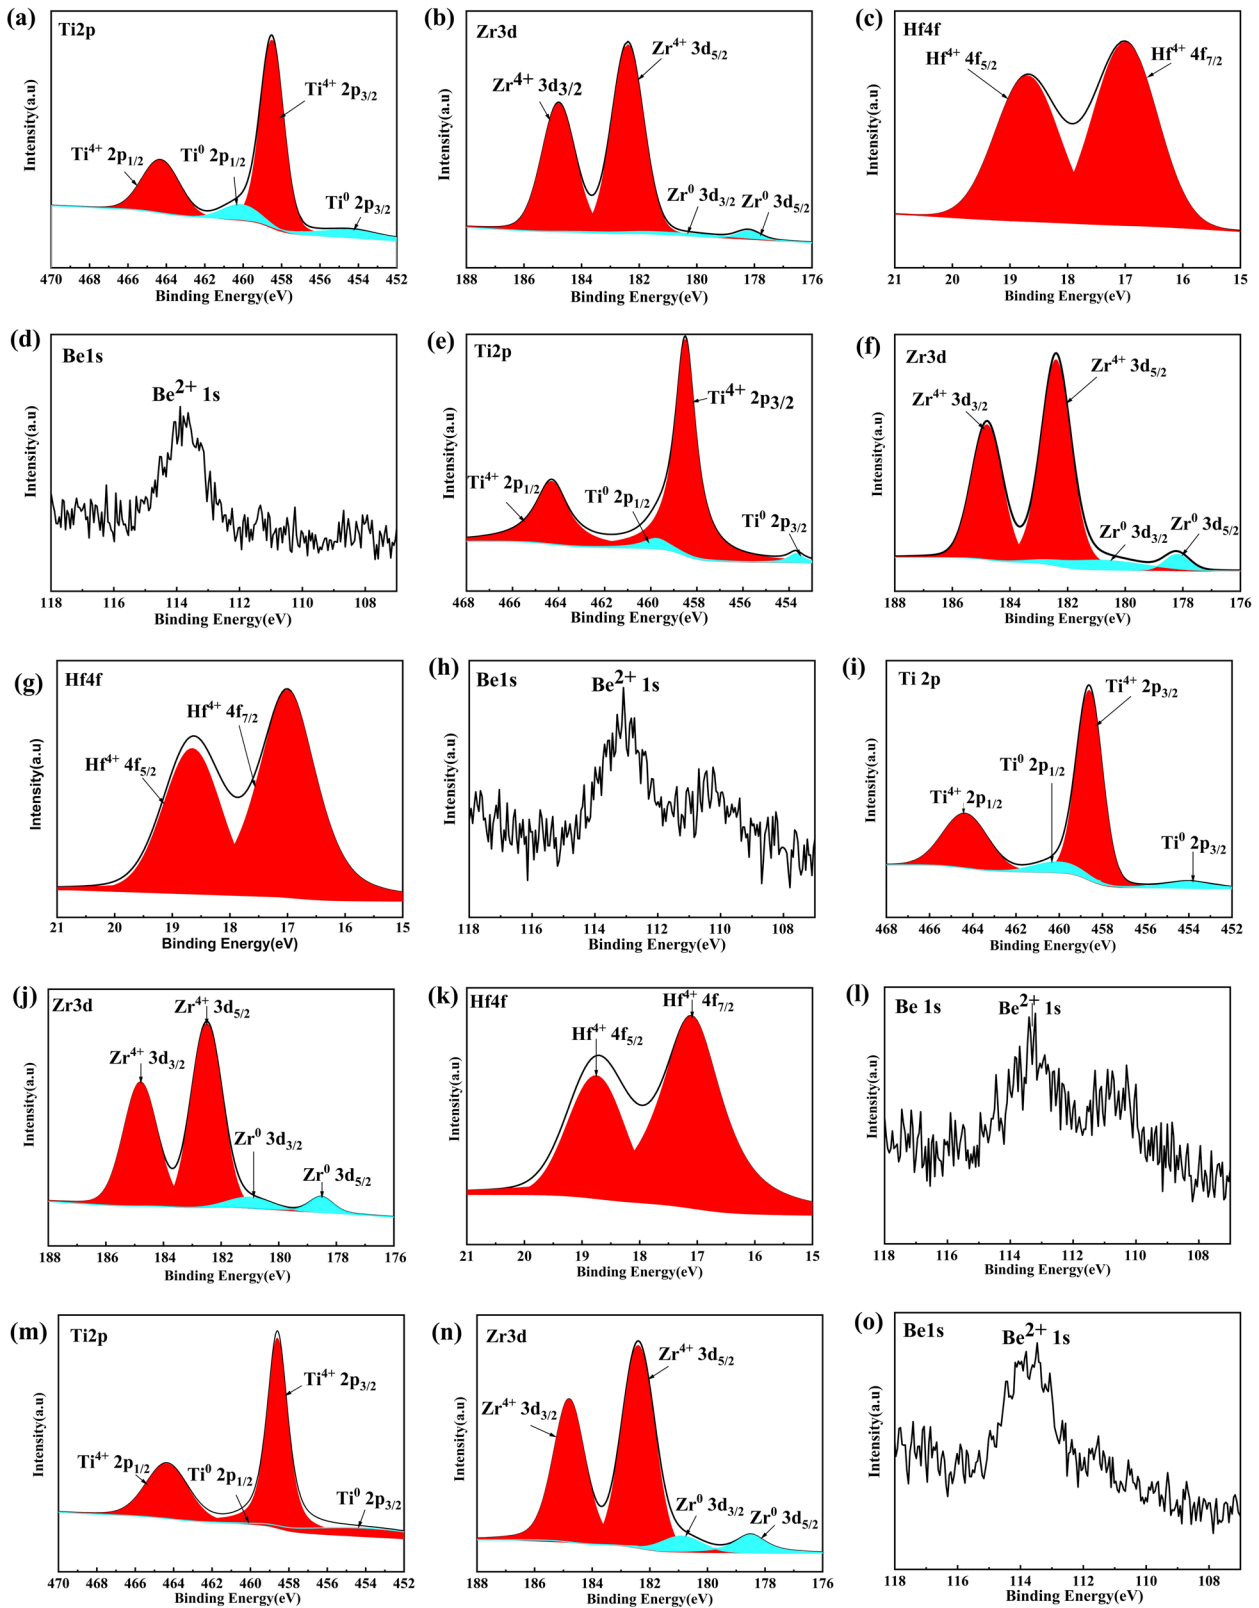 (a) Ti2p
Ti⁴⁺ 2p₃/₂
Ti⁴⁺ 2p₁/₂
Ti⁰ 2p₁/₂
Ti⁰ 2p₃/₂
Intensity(a.u)
470 468 466 464 462 460 458 456 454 452
Binding Energy(eV)
(b) Zr3d
Zr⁴⁺ 3d₅/₂
Zr⁴⁺ 3d₃/₂
Zr⁰ 3d₃/₂
Zr⁰ 3d₅/₂
Intensity(a.u)
188 186 184 182 180 178 176
Binding Energy(eV)
(c) Hf4f
Hf⁴⁺ 4f₅/₂
Hf⁴⁺ 4f₇/₂
Intensity(a.u)
21 20 19 18 17 16 15
Binding Energy(eV)
(d) Be1s
Be²⁺ 1s
Intensity(a.u)
118 116 114 112 110 108
Binding Energy(eV)
(e) Ti2p
Ti⁴⁺ 2p₃/₂
Ti⁴⁺ 2p₁/₂
Ti⁰ 2p₁/₂
Ti⁰ 2p₃/₂
Intensity(a.u)
468 466 464 462 460 458 456 454
Binding Energy(eV)
(f) Zr3d
Zr⁴⁺ 3d₅/₂
Zr⁴⁺ 3d₃/₂
Zr⁰ 3d₃/₂
Zr⁰ 3d₅/₂
Intensity(a.u)
188 186 184 182 180 178 176
Binding Energy(eV)
(g) Hf4f
Hf⁴⁺ 4f₇/₂
Hf⁴⁺ 4f₅/₂
Intensity(a.u)
21 20 19 18 17 16 15
Binding Energy(eV)
(h) Be1s
Be²⁺ 1s
Intensity(a.u)
118 116 114 112 110 108
Binding Energy(eV)
(i) Ti 2p
Ti⁴⁺ 2p₃/₂
Ti⁰ 2p₁/₂
Ti⁴⁺ 2p₁/₂
Ti⁰ 2p₃/₂
Intensity(a.u)
468 466 464 462 460 458 456 454 452
Binding Energy(eV)
(j) Zr3d
Zr⁴⁺ 3d₅/₂
Zr⁴⁺ 3d₃/₂
Zr⁰ 3d₃/₂
Zr⁰ 3d₅/₂
Intensity(a.u)
188 186 184 182 180 178 176
Binding Energy(eV)
(k) Hf4f
Hf⁴⁺ 4f₇/₂
Hf⁴⁺ 4f₅/₂
Intensity(a.u)
21 20 19 18 17 16 15
Binding Energy(eV)
(l) Be 1s
Be²⁺ 1s
Intensity(a.u)
118 116 114 112 110 108
Binding Energy(eV)
(m) Ti2p
Ti⁴⁺ 2p₃/₂
Ti⁴⁺ 2p₁/₂
Ti⁰ 2p₁/₂
Ti⁰ 2p₃/₂
Intensity(a.u)
470 468 466 464 462 460 458 456 454 452
Binding Energy(eV)
(n) Zr3d
Zr⁴⁺ 3d₅/₂
Zr⁴⁺ 3d₃/₂
Zr⁰ 3d₃/₂
Zr⁰ 3d₅/₂
Intensity(a.u)
188 186 184 182 180 178 176
Binding Energy(eV)
(o) Be1s
Be²⁺ 1s
Intensity(a.u)
118 116 114 112 110 108
Binding Energy(eV)